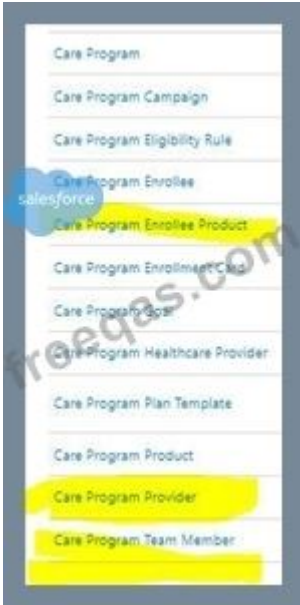 Care Program
Care Program Campaign
Care Program Eligibility Rule
Care Program Enrollee
salesforce
Care Program Enrollee Product
Care Program Enrollment Card
Care Program Goal
Care Program Healthcare Provider
freeqas.com
Care Program Plan Template
Care Program Product
Care Program Provider
Care Program Team Member